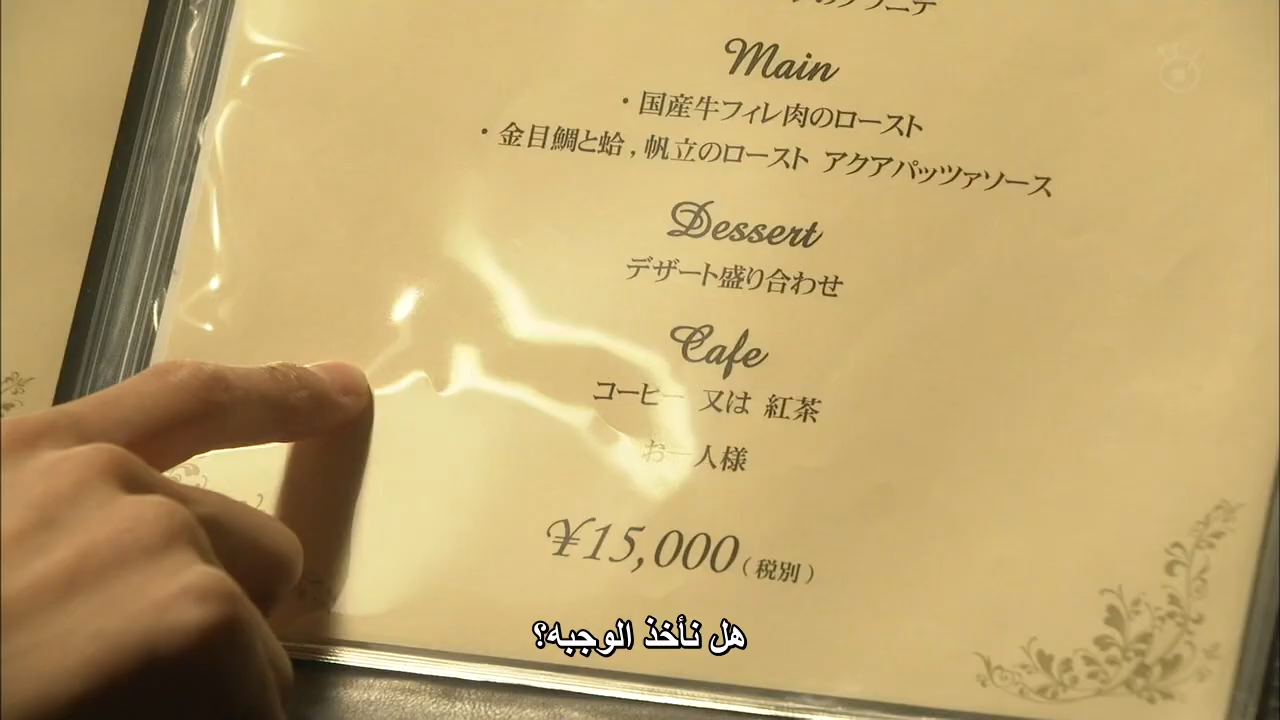 Main
・国産牛フィレ肉のロースト
・金目鯛と蛤,帆立のロースト アクアパッツァソース
Dessert
デザート盛り合わせ
Cafe
コーヒー 又は 紅茶
お一人様
¥15,000(税別)
هل نأخذ الوجبه؟